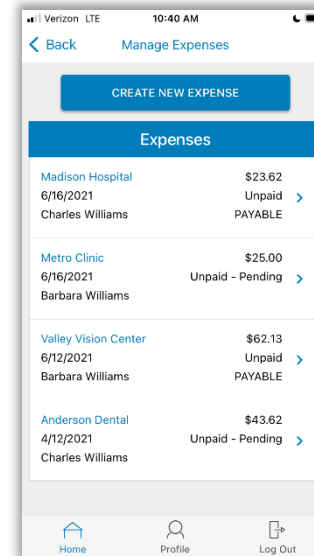 Verizon LTE 10:40 AM
Back Manage Expenses
CREATE NEW EXPENSE
Expenses
Madison Hospital $23.62
6/16/2021 Unpaid
Charles Williams PAYABLE
Metro Clinic $25.00
6/16/2021 Unpaid - Pending
Barbara Williams
Valley Vision Center $62.13
6/12/2021 Unpaid
Barbara Williams PAYABLE
Anderson Dental $43.62
4/12/2021 Unpaid - Pending
Charles Williams
Home Profile Log Out